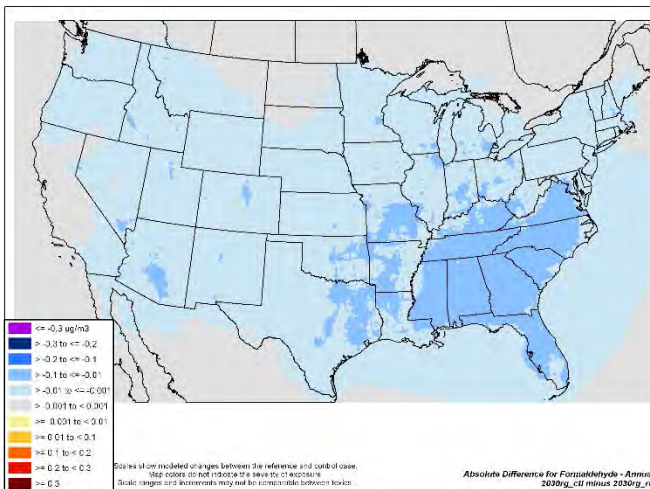 <= -0.3 ug/m3
> -0.3 to <= -0.2
> -0.2 to <= -0.1
> -0.1 to <= -0.01
> -0.01 to <= -0.001
> -0.001 to < 0.001
>= 0.001 to < 0.01
>= 0.01 to < 0.1
>= 0.1 to < 0.2
>= 0.2 to < 0.3
>= 0.3
Scales show modeled changes between the reference and control case.
Map colors do not indicate the severity of exposure.
Scale ranges and increments may not be comparable between toxics.
Absolute Difference for Formaldehyde - Annua
2030rg_ctl minus 2030rg_r